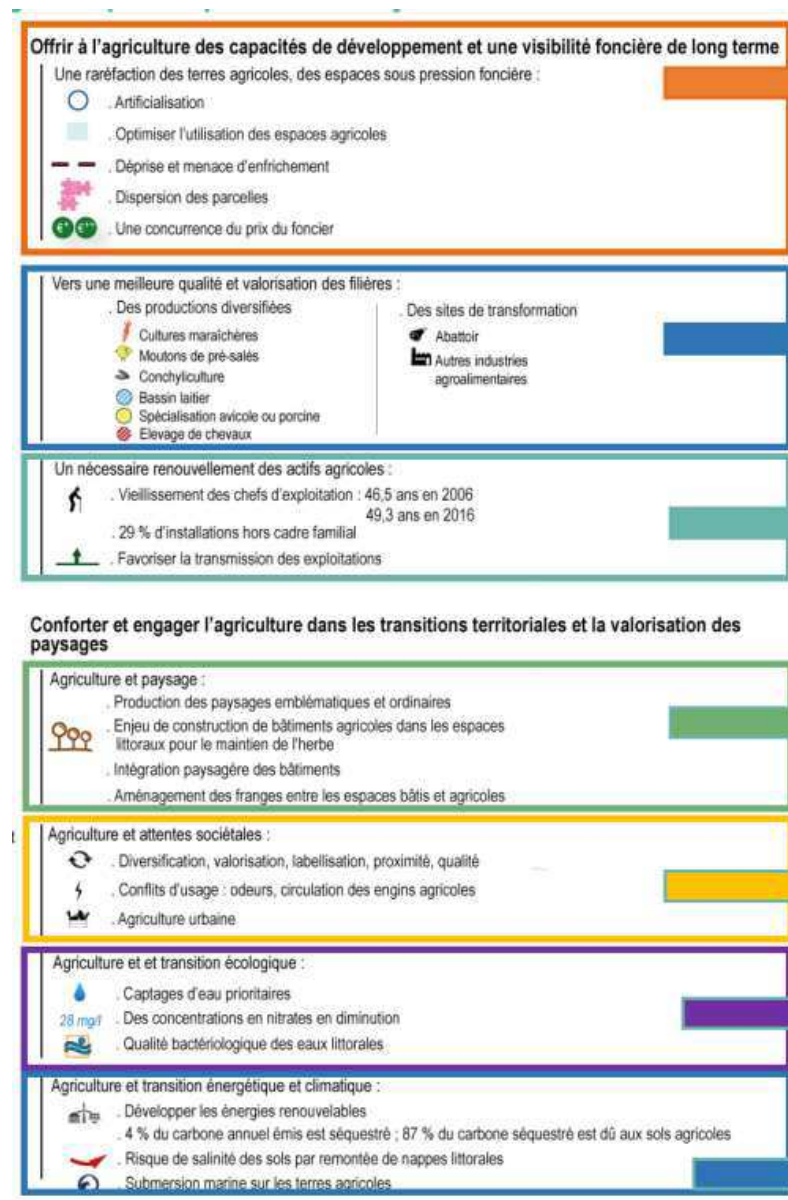 Offrir à l'agriculture des capacités de développement et une visibilité foncière de long terme
Une raréfaction des terres agricoles, des espaces sous pression foncière :
. Artificialisation
. Optimiser l'utilisation des espaces agricoles
. Déprise et menace d'enfrichement
. Dispersion des parcelles
€+ €++ . Une concurrence du prix du foncier
Vers une meilleure qualité et valorisation des filières :
. Des productions diversifiées
Cultures maraîchères
Moutons de pré-salés
Conchyliculture
Bassin laitier
Spécialisation avicole ou porcine
Elevage de chevaux
. Des sites de transformation
Abattoir
Autres industries
agroalimentaires
Un nécessaire renouvellement des actifs agricoles :
. Vieillissement des chefs d'exploitation : 46,5 ans en 2006
49,3 ans en 2016
. 29 % d'installations hors cadre familial
. Favoriser la transmission des exploitations
Conforter et engager l'agriculture dans les transitions territoriales et la valorisation des
paysages
Agriculture et paysage :
. Production des paysages emblématiques et ordinaires
. Enjeu de construction de bâtiments agricoles dans les espaces
littoraux pour le maintien de l'herbe
. Intégration paysagère des bâtiments
. Aménagement des franges entre les espaces bâtis et agricoles
Agriculture et attentes sociétales :
. Diversification, valorisation, labellisation, proximité, qualité
. Conflits d'usage : odeurs, circulation des engins agricoles
. Agriculture urbaine
Agriculture et et transition écologique :
. Captages d'eau prioritaires
28 mg/l . Des concentrations en nitrates en diminution
. Qualité bactériologique des eaux littorales
Agriculture et transition énergétique et climatique :
. Développer les énergies renouvelables
. 4 % du carbone annuel émis est séquestré ; 87 % du carbone séquestré est dû aux sols agricoles
. Risque de salinité des sols par remontée de nappes littorales
. Submersion marine sur les terres agricoles